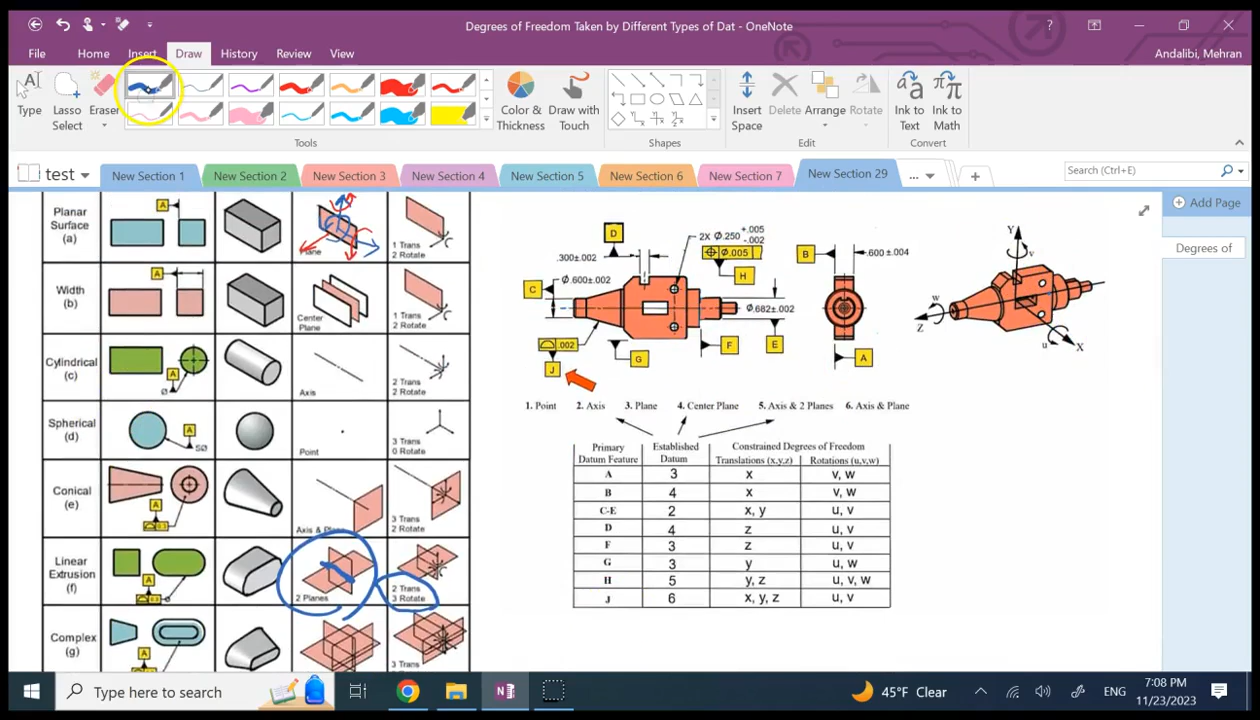 Degrees of Freedom Taken by Different Types of Dat - OneNote
File Home Insert Draw History Review View
Andalibi, Mehran
Type
Lasso Select
Eraser
Color & Thickness
Draw with Touch
Insert Space
Delete
Arrange
Rotate
Ink to Text
Ink to Math
Tools
Shapes
Edit
Convert
test
New Section 1
New Section 2
New Section 3
New Section 4
New Section 5
New Section 6
New Section 7
New Section 29
...
Search (Ctrl+E)
Add Page
Degrees of
Planar Surface (a)
A
Plane
1 Trans
2 Rotate
Width (b)
A
Center Plane
1 Trans
2 Rotate
Cylindrical (c)
A
Ø
Axis
2 Trans
2 Rotate
Spherical (d)
A
SØ
Point
3 Trans
0 Rotate
Conical (e)
A
Axis & Plane
3 Trans
2 Rotate
Linear Extrusion (f)
A
2 Planes
2 Trans
3 Rotate
Complex (g)
A
3 Trans
D
.300±.002
2X Ø.250 +.005 -.002
Ø.005
H
C
Ø.600±.002
.002
J
G
F
E
Ø.682±.002
B
.600 ±.004
A
Y
v
w
Z
u
X
1. Point 2. Axis 3. Plane 4. Center Plane 5. Axis & 2 Planes 6. Axis & Plane
Primary Datum Feature
Established Datum
Constrained Degrees of Freedom
Translations (x,y,z) Rotations (u,v,w)
A 3 x v, w
B 4 x v, w
C-E 2 x, y u, v
D 4 z u, v
F 3 z u, v
G 3 y u, w
H 5 y, z u, v, w
J 6 x, y, z u, v
Type here to search
45°F Clear
ENG
7:08 PM
11/23/2023